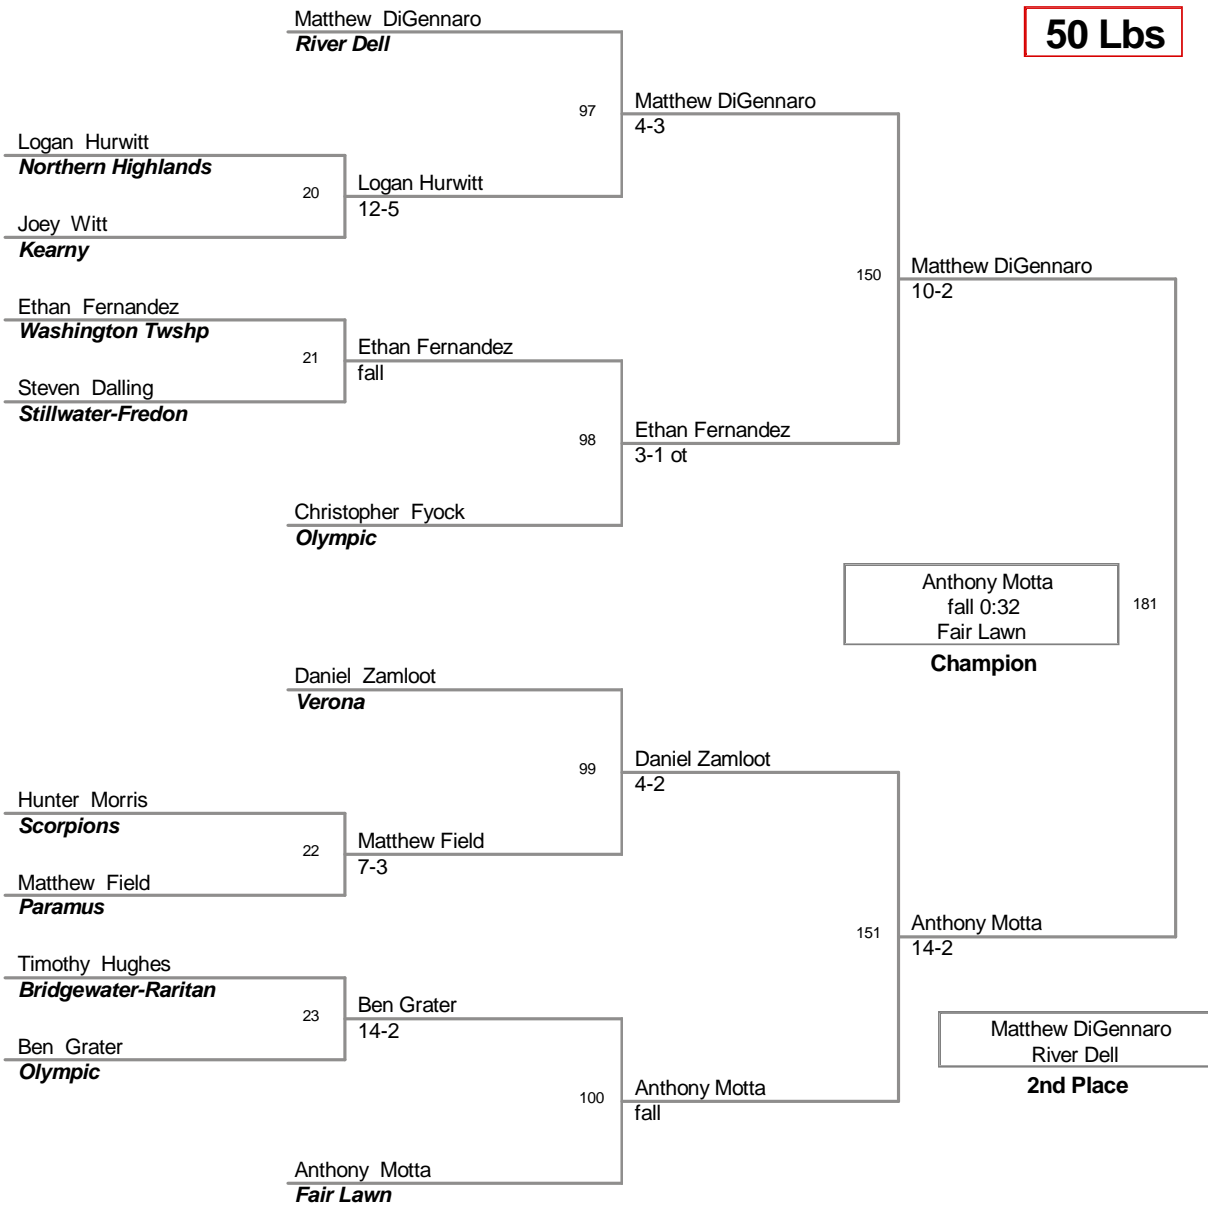 Matthew DiGennaro
River Dell
50 Lbs
97
Matthew DiGennaro
4-3
Logan Hurwitt
Northern Highlands
20
Logan Hurwitt
12-5
Joey Witt
Kearny
150
Matthew DiGennaro
10-2
Ethan Fernandez
Washington Twshp
21
Ethan Fernandez
fall
Steven Dalling
Stillwater-Fredon
98
Ethan Fernandez
3-1 ot
Christopher Fyock
Olympic
Anthony Motta
fall 0:32
Fair Lawn
181
Champion
Daniel Zamloot
Verona
99
Daniel Zamloot
4-2
Hunter Morris
Scorpions
22
Matthew Field
7-3
Matthew Field
Paramus
151
Anthony Motta
14-2
Timothy Hughes
Bridgewater-Raritan
23
Ben Grater
14-2
Ben Grater
Olympic
Matthew DiGennaro
River Dell
2nd Place
100
Anthony Motta
fall
Anthony Motta
Fair Lawn